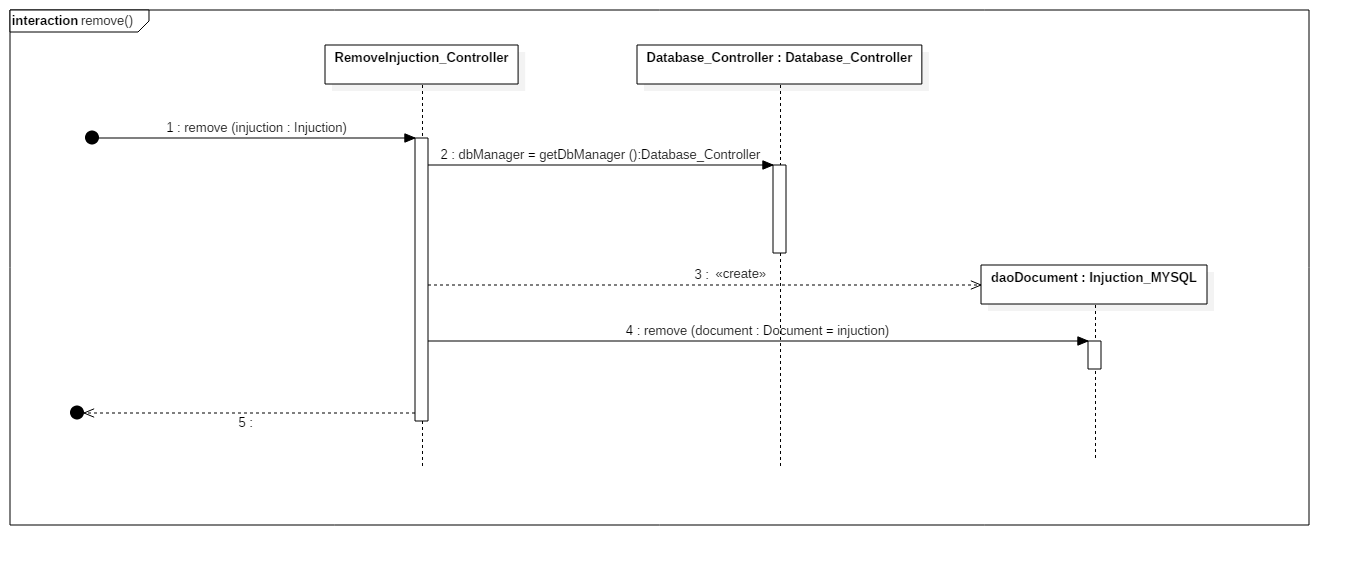 interaction remove()
RemoveInjuction_Controller
Database_Controller : Database_Controller
1 : remove (injuction : Injuction)
2 : dbManager = getDbManager ():Database_Controller
3 : «create»
daoDocument : Injuction_MYSQL
4 : remove (document : Document = injuction)
5 :